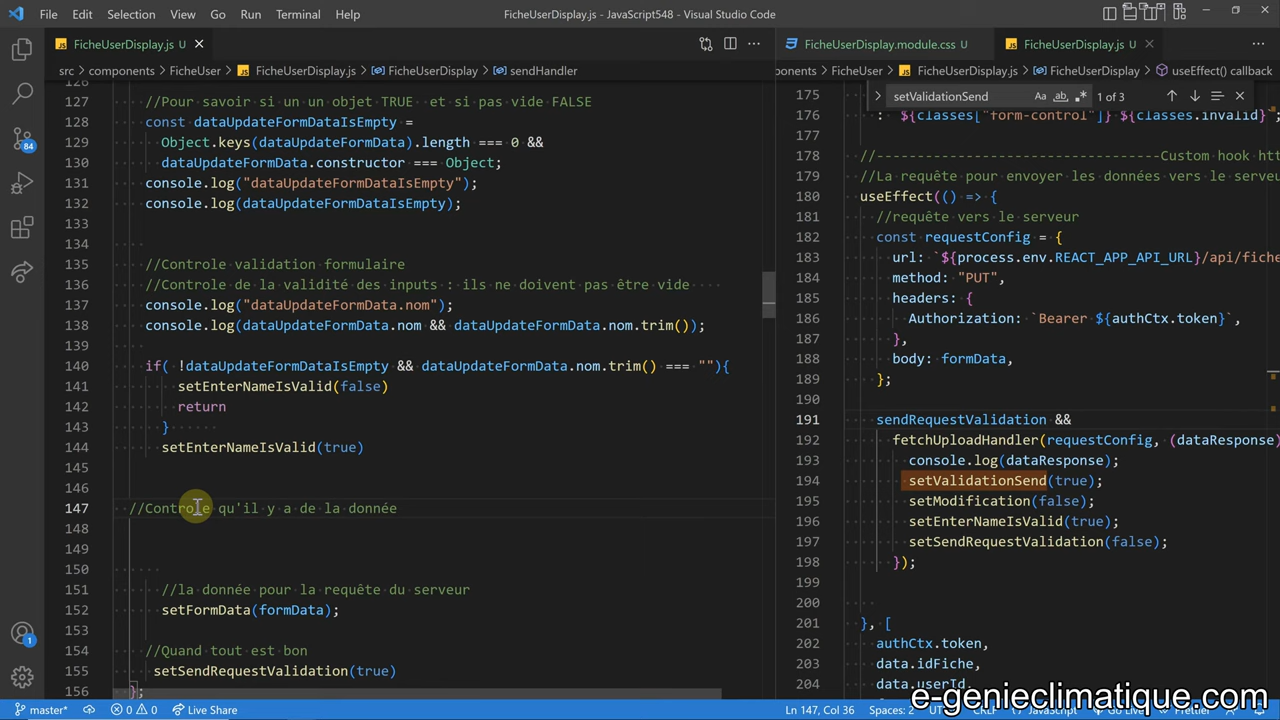 File Edit Selection View Go Run Terminal Help FicheUserDisplay.js - JavaScript548 - Visual Studio Code
FicheUserDisplay.js U
src > components > FicheUser > FicheUserDisplay.js > FicheUserDisplay > sendHandler
126
127 //Pour savoir si un un objet TRUE et si pas vide FALSE
128 const dataUpdateFormDataIsEmpty =
129 Object.keys(dataUpdateFormData).length === 0 &&
130 dataUpdateFormData.constructor === Object;
131 console.log("dataUpdateFormDataIsEmpty");
132 console.log(dataUpdateFormDataIsEmpty);
133
134
135 //Controle validation formulaire
136 //Controle de la validité des inputs : ils ne doivent pas être vide
137 console.log("dataUpdateFormData.nom");
138 console.log(dataUpdateFormData.nom && dataUpdateFormData.nom.trim());
139
140 if( !dataUpdateFormDataIsEmpty && dataUpdateFormData.nom.trim() === ""){
141 setEnterNameIsValid(false)
142 return
143 }
144 setEnterNameIsValid(true)
145
146
147 //Controle qu'il y a de la donnée
148
149
150
151 //la donnée pour la requête du serveur
152 setFormData(formData);
153
154 //Quand tout est bon
155 setSendRequestValidation(true)
156 };
FicheUserDisplay.module.css U FicheUserDisplay.js U
ponents > FicheUser > FicheUserDisplay.js > FicheUserDisplay > useEffect() callback
setValidationSend Aa ab 1 of 3
175
176 : `${classes["form-control"]} ${classes.invalid}`;
177
178 //-----------------------------------Custom hook htt
179 //La requête pour envoyer les données vers le serveu
180 useEffect(() => {
181 //requête vers le serveur
182 const requestConfig = {
183 url: `${process.env.REACT_APP_API_URL}/api/fiche
184 method: "PUT",
185 headers: {
186 Authorization: `Bearer ${authCtx.token}`,
187 },
188 body: formData,
189 };
190
191 sendRequestValidation &&
192 fetchUploadHandler(requestConfig, (dataResponse)
193 console.log(dataResponse);
194 setValidationSend(true);
195 setModification(false);
196 setEnterNameIsValid(true);
197 setSendRequestValidation(false);
198 });
199
200
201 }, [
202 authCtx.token,
203 data.idFiche,
204 data.userId,
84
1
master* 0 0 Live Share Ln 147, Col 36 Spaces: 2
e-genieclimatique.com